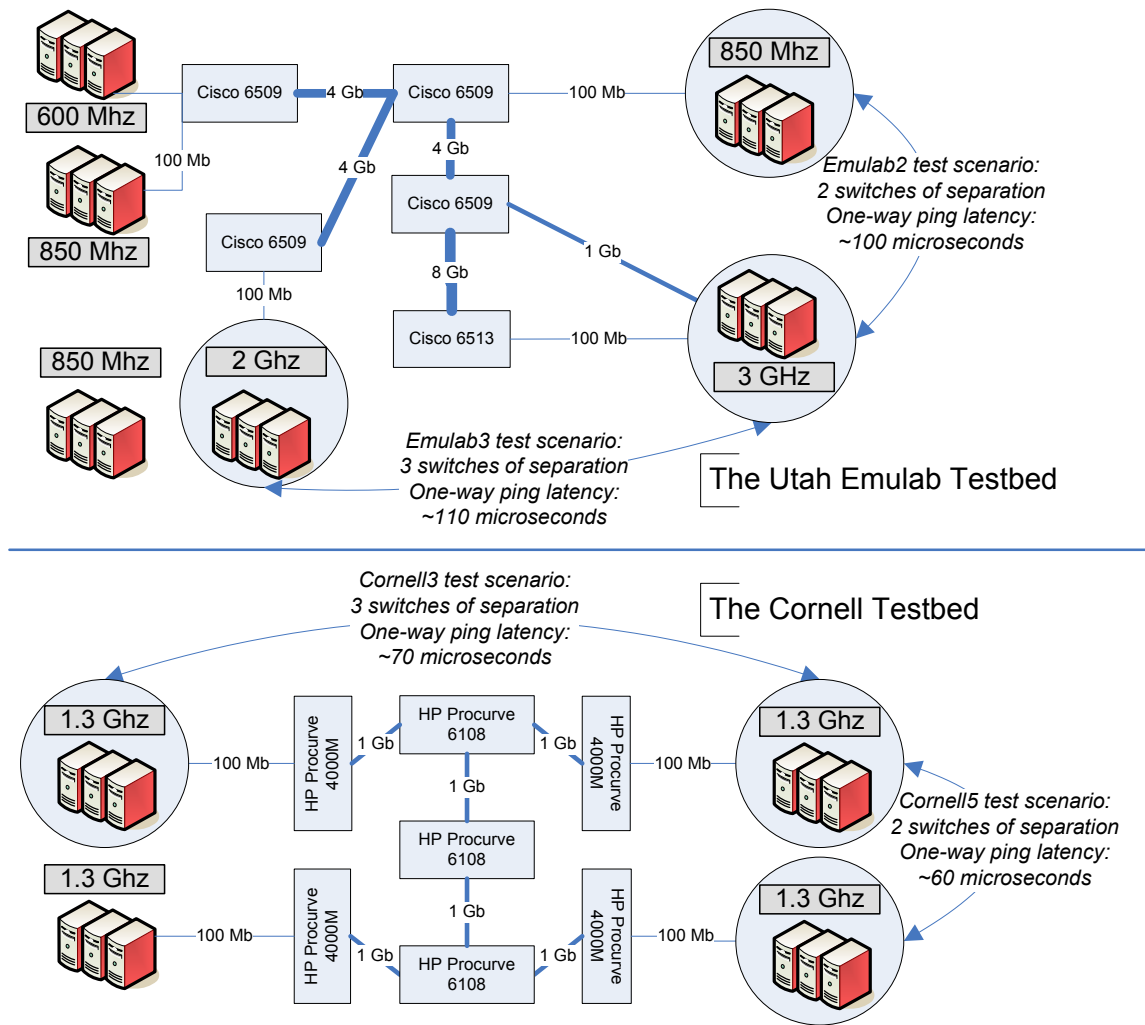 600 Mhz
Cisco 6509
4 Gb
Cisco 6509
100 Mb
850 Mhz
100 Mb
850 Mhz
4 Gb
4 Gb
Cisco 6509
Emulab2 test scenario:
2 switches of separation
One-way ping latency:
~100 microseconds
Cisco 6509
8 Gb
1 Gb
100 Mb
Cisco 6513
100 Mb
3 GHz
850 Mhz
2 Ghz
Emulab3 test scenario:
3 switches of separation
One-way ping latency:
~110 microseconds
The Utah Emulab Testbed
Cornell3 test scenario:
3 switches of separation
One-way ping latency:
~70 microseconds
The Cornell Testbed
1.3 Ghz
100 Mb
HP Procurve
4000M
1 Gb
HP Procurve
6108
1 Gb
HP Procurve
4000M
100 Mb
1.3 Ghz
1 Gb
HP Procurve
6108
1 Gb
Cornell5 test scenario:
2 switches of separation
One-way ping latency:
~60 microseconds
1.3 Ghz
100 Mb
HP Procurve
4000M
1 Gb
HP Procurve
6108
1 Gb
HP Procurve
4000M
100 Mb
1.3 Ghz